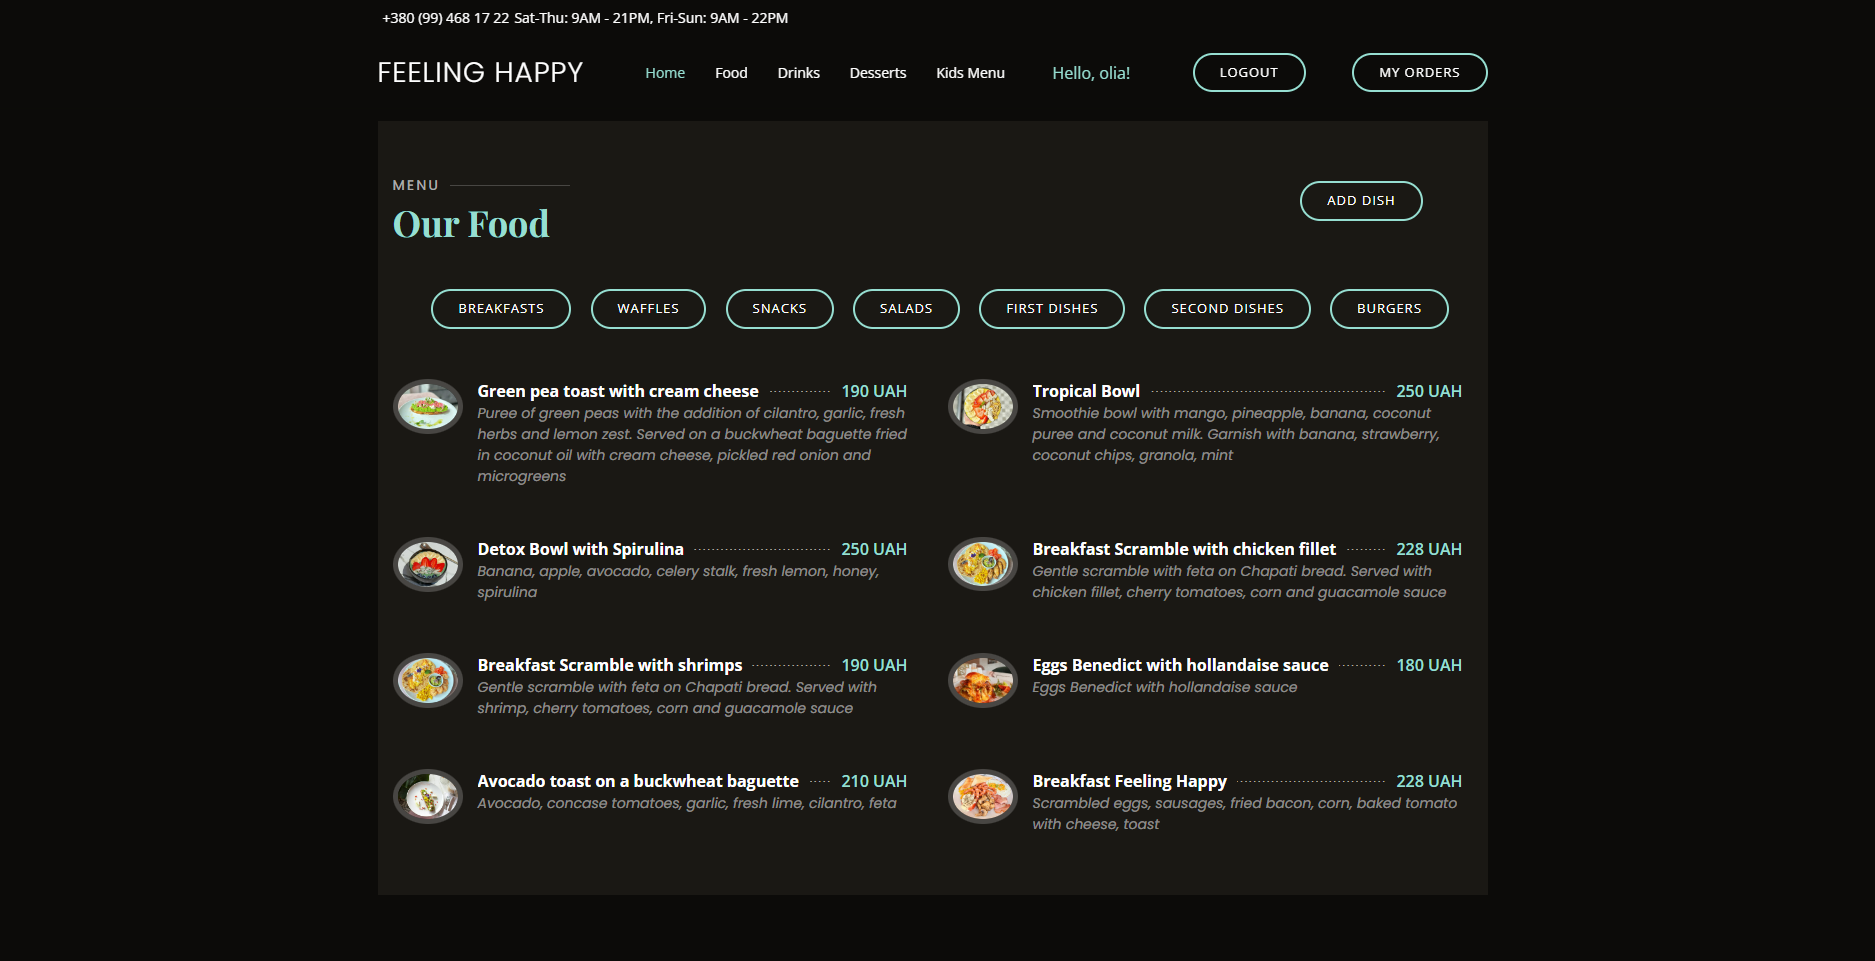 +380 (99) 468 17 22 Sat-Thu: 9AM - 21PM, Fri-Sun: 9AM - 22PM
FEELING HAPPY
Home Food Drinks Desserts Kids Menu
Hello, olia!
LOGOUT
MY ORDERS
MENU
Our Food
ADD DISH
BREAKFASTS WAFFLES SNACKS SALADS FIRST DISHES SECOND DISHES BURGERS
Green pea toast with cream cheese 190 UAH
Puree of green peas with the addition of cilantro, garlic, fresh
herbs and lemon zest. Served on a buckwheat baguette fried
in coconut oil with cream cheese, pickled red onion and
microgreens
Tropical Bowl 250 UAH
Smoothie bowl with mango, pineapple, banana, coconut
puree and coconut milk. Garnish with banana, strawberry,
coconut chips, granola, mint
Detox Bowl with Spirulina 250 UAH
Banana, apple, avocado, celery stalk, fresh lemon, honey,
spirulina
Breakfast Scramble with chicken fillet 228 UAH
Gentle scramble with feta on Chapati bread. Served with
chicken fillet, cherry tomatoes, corn and guacamole sauce
Breakfast Scramble with shrimps 190 UAH
Gentle scramble with feta on Chapati bread. Served with
shrimp, cherry tomatoes, corn and guacamole sauce
Eggs Benedict with hollandaise sauce 180 UAH
Eggs Benedict with hollandaise sauce
Avocado toast on a buckwheat baguette 210 UAH
Avocado, concase tomatoes, garlic, fresh lime, cilantro, feta
Breakfast Feeling Happy 228 UAH
Scrambled eggs, sausages, fried bacon, corn, baked tomato
with cheese, toast